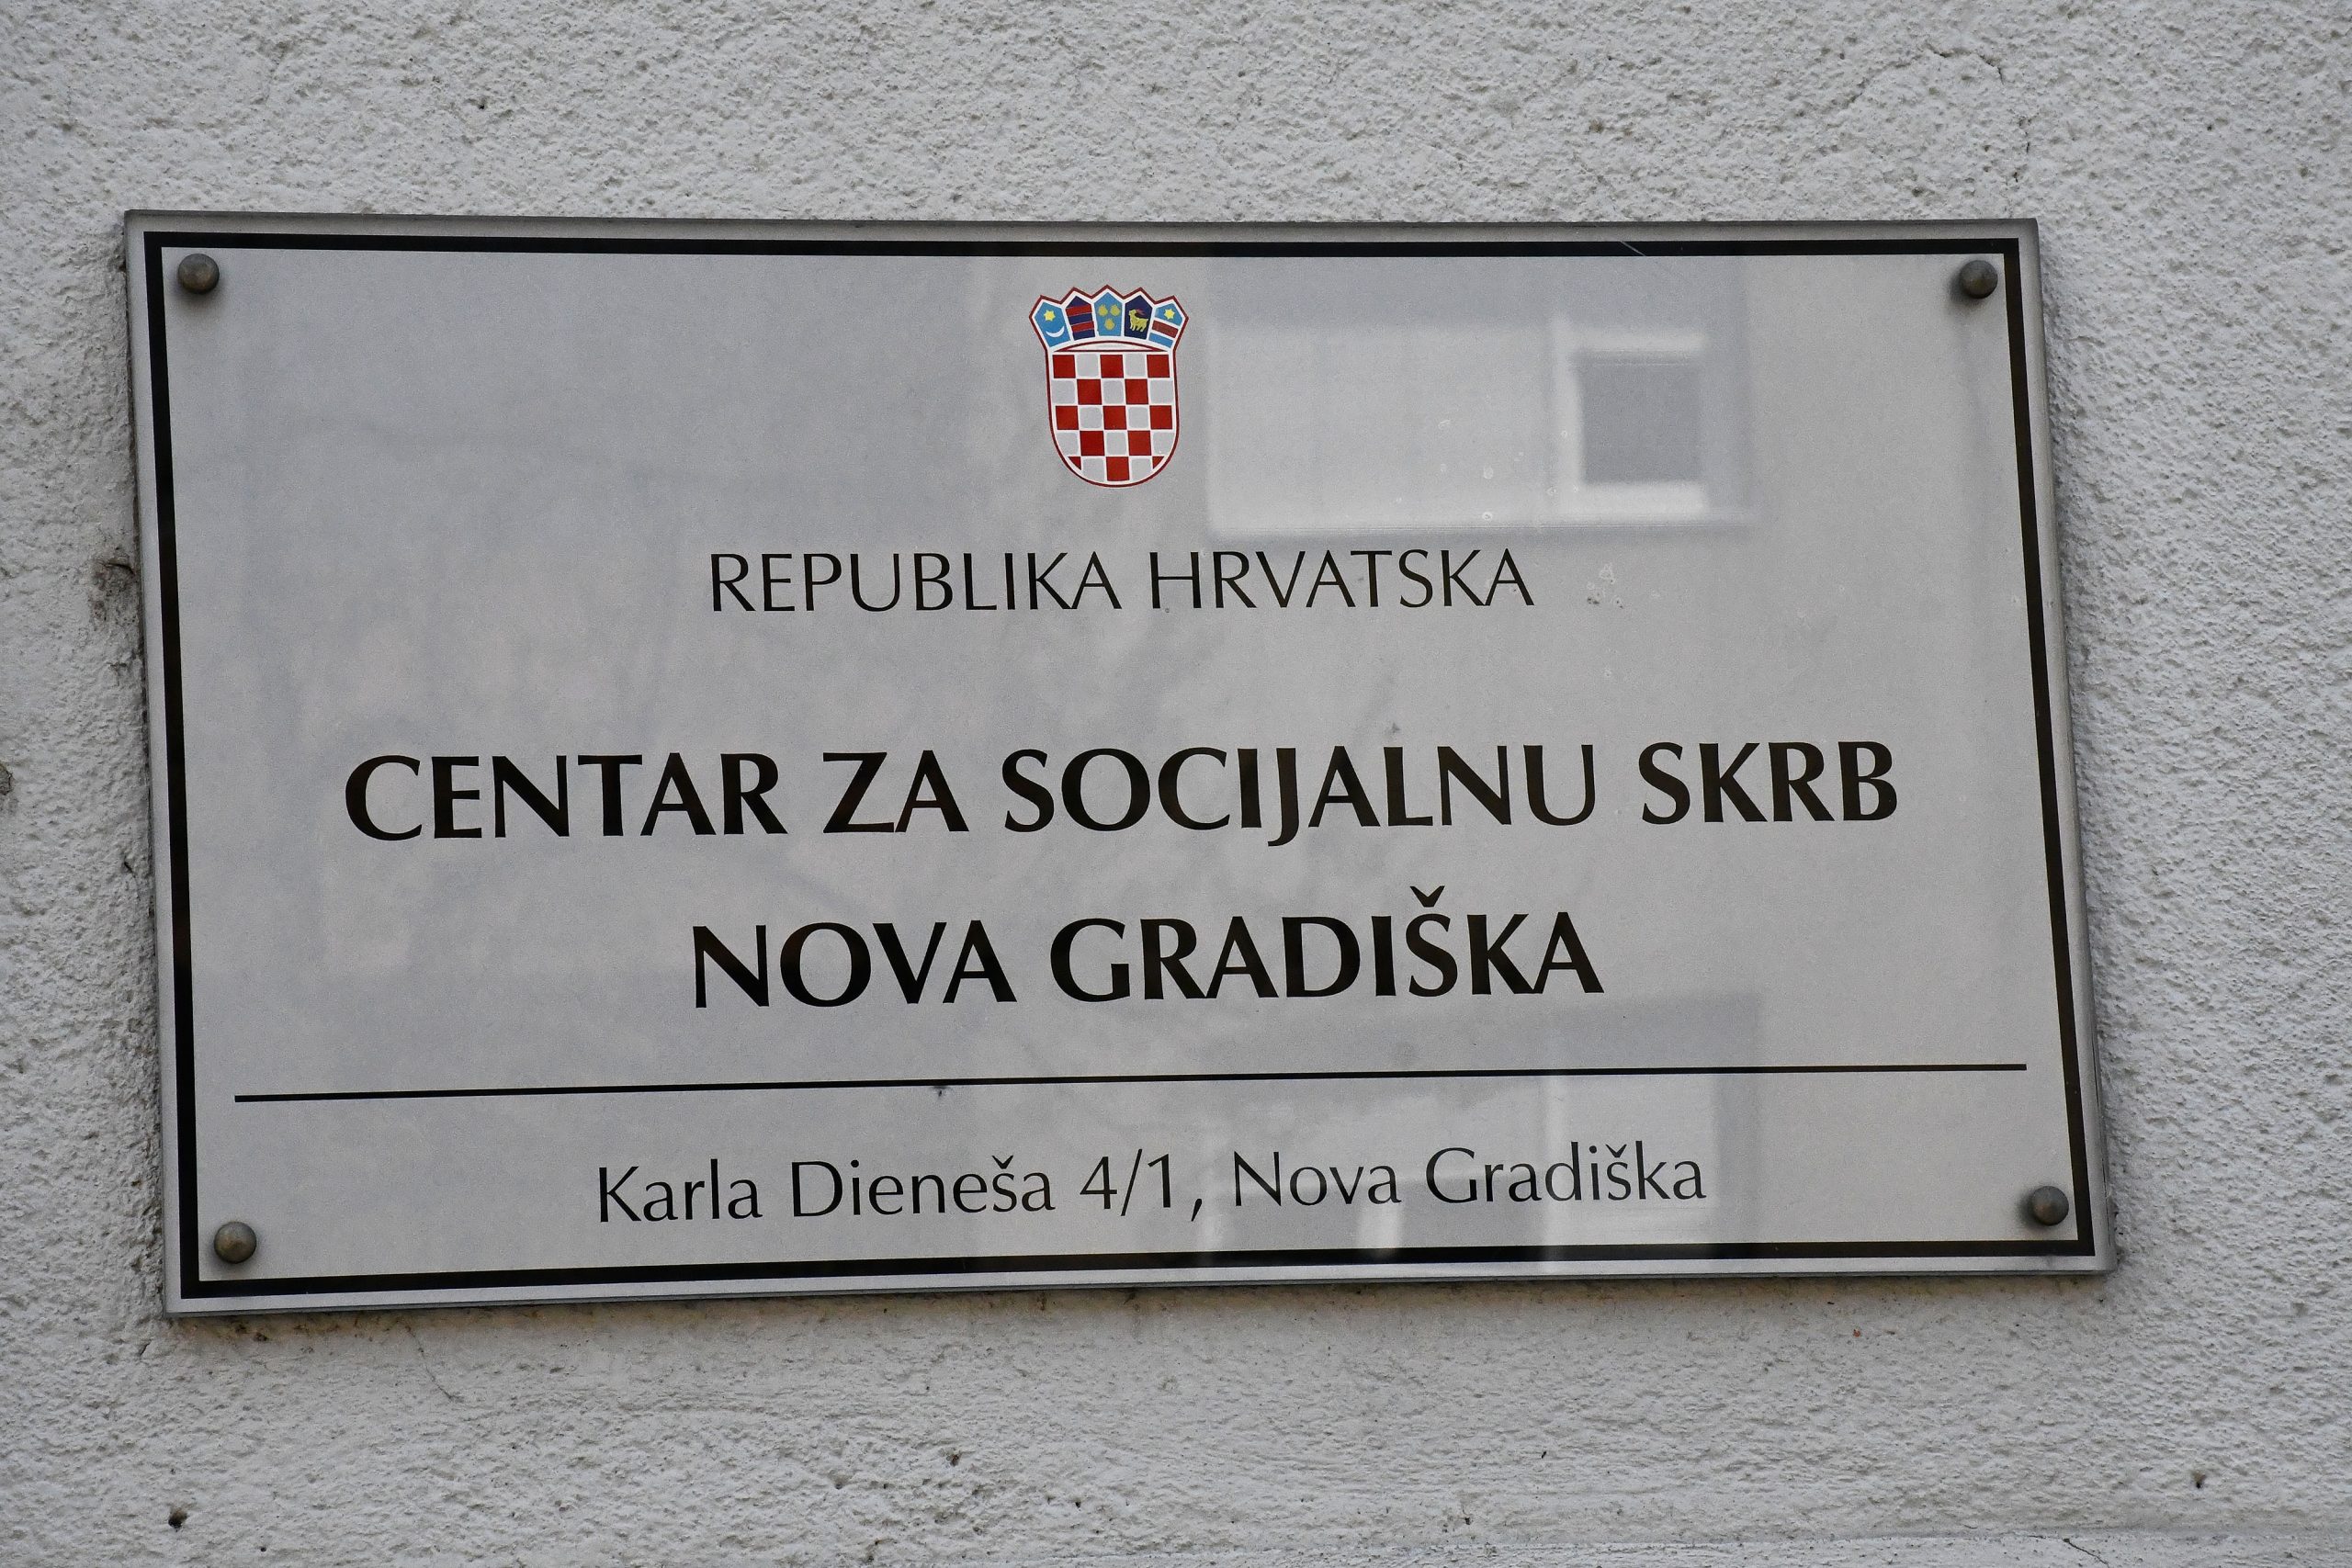 REPUBLIKA HRVATSKA
CENTAR ZA SOCIJALNU SKRB
NOVA GRADIŠKA
Karla Dieneša 4/1, Nova Gradiška